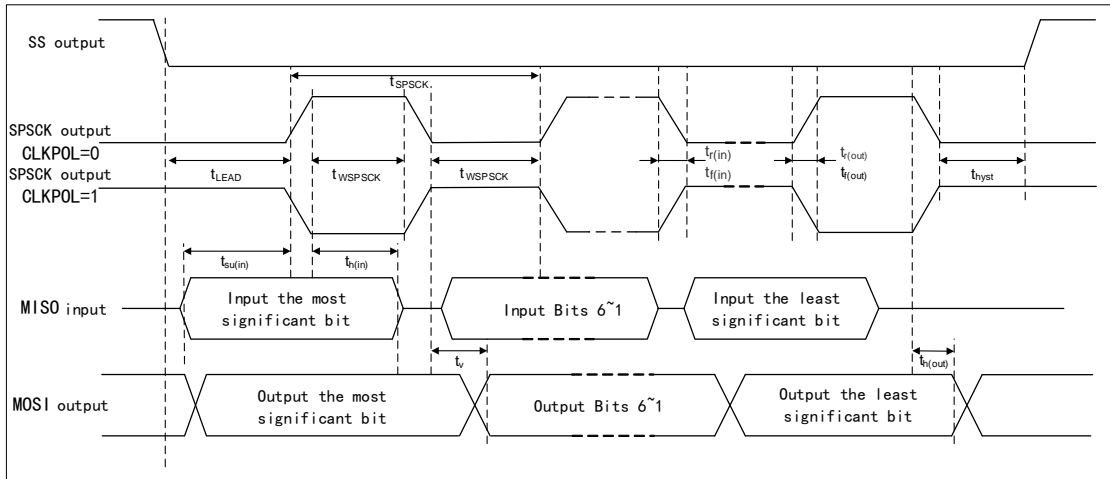 SS output
tSPSCK.
SPSCK output
CLKPOL=0
SPSCK output
CLKPOL=1
tLEAD
tWSPSCK
tWSPSCK
tr(in)
tf(in)
tr(out)
tf(out)
thyst
tsu(in)
th(in)
MISO input
Input the most
significant bit
Input Bits 6~1
Input the least
significant bit
tv
th(out)
MOSI output
Output the most
significant bit
Output Bits 6~1
Output the least
significant bit